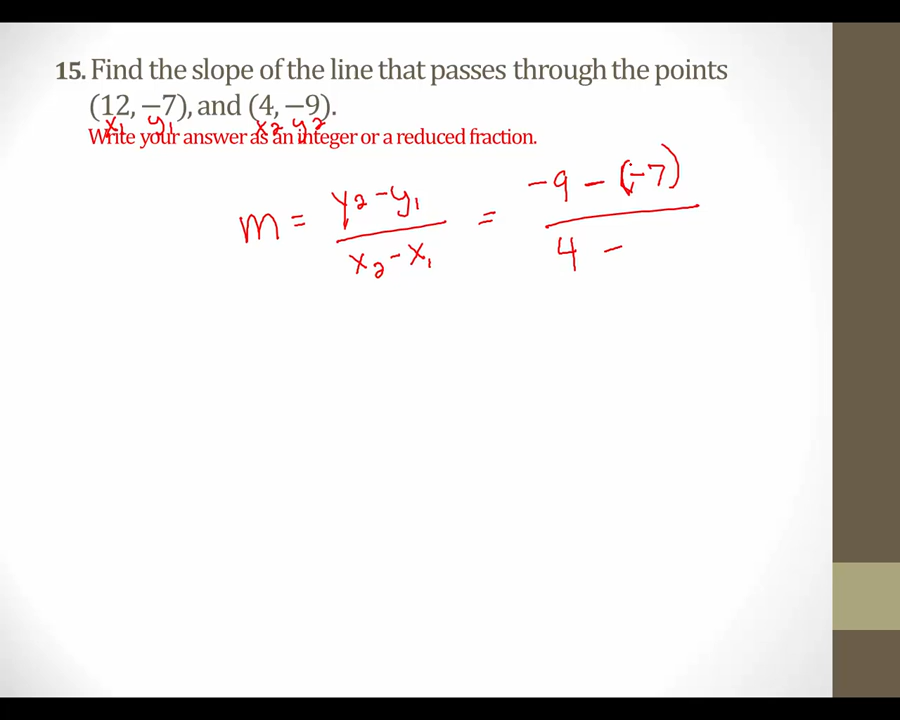 15. Find the slope of the line that passes through the points
(12, −7), and (4, −9).
x₁ y₁ x₂ y₂
Write your answer as an integer or a reduced fraction.
m = y₂ − y₁ / x₂ − x₁ = −9 − (−7) / 4 −